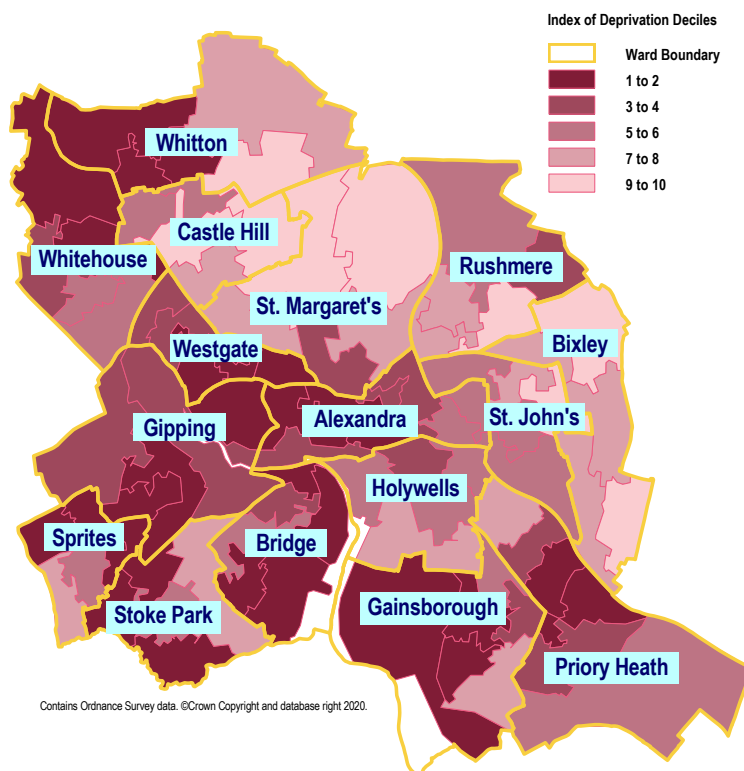 Index of Deprivation Deciles
Ward Boundary
1 to 2
3 to 4
5 to 6
7 to 8
9 to 10
Whitton
Castle Hill
Whitehouse
Rushmere
St. Margaret's
Westgate
Bixley
Alexandra
St. John's
Gipping
Holywells
Sprites
Bridge
Stoke Park
Gainsborough
Priory Heath
Contains Ordnance Survey data. ©Crown Copyright and database right 2020.